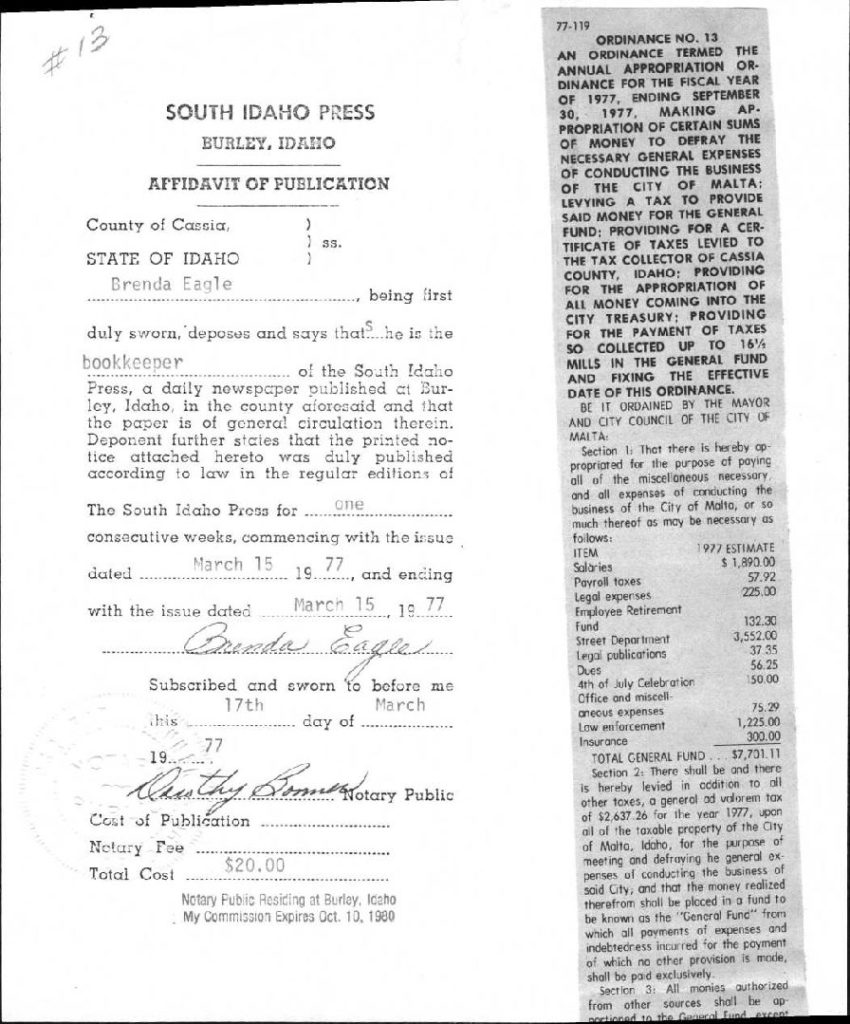 #13
SOUTH IDAHO PRESS
BURLEY, IDAHO
AFFIDAVIT OF PUBLICATION
County of Cassia, )
) ss.
STATE OF IDAHO )
Brenda Eagle
, being first
duly sworn, deposes and says that S he is the
bookkeeper
of the South Idaho
Press, a daily newspaper published at Bur-
ley, Idaho, in the county aforesaid and that
the paper is of general circulation therein.
Deponent further states that the printed no-
tice attached hereto was duly published
according to law in the regular editions of
The South Idaho Press for one
consecutive weeks, commencing with the issue
dated March 15 19 77, and ending
with the issue dated March 15, 19 77
Brenda Eagle
Subscribed and sworn to before me
this 17th day of March
19 77
Dorothy Bonner Notary Public
Cost of Publication
Notary Fee
Total Cost $20.00
Notary Public Residing at Burley, Idaho
My Commission Expires Oct. 10, 1980
77-119
ORDINANCE NO. 13
AN ORDINANCE TERMED THE
ANNUAL APPROPRIATION OR-
DINANCE FOR THE FISCAL YEAR
OF 1977, ENDING SEPTEMBER
30, 1977, MAKING AP-
PROPRIATION OF CERTAIN SUMS
OF MONEY TO DEFRAY THE
NECESSARY GENERAL EXPENSES
OF CONDUCTING THE BUSINESS
OF THE CITY OF MALTA;
LEVYING A TAX TO PROVIDE
SAID MONEY FOR THE GENERAL
FUND; PROVIDING FOR A CER-
TIFICATE OF TAXES LEVIED TO
THE TAX COLLECTOR OF CASSIA
COUNTY, IDAHO; PROVIDING
FOR THE APPROPRIATION OF
ALL MONEY COMING INTO THE
CITY TREASURY; PROVIDING
FOR THE PAYMENT OF TAXES
SO COLLECTED UP TO 16½
MILLS IN THE GENERAL FUND
AND FIXING THE EFFECTIVE
DATE OF THIS ORDINANCE.
BE IT ORDAINED BY THE MAYOR
AND CITY COUNCIL OF THE CITY OF
MALTA:
Section 1: That there is hereby ap-
propriated for the purpose of paying
all of the miscellaneous necessary,
and all expenses of conducting the
business of the City of Malta, or so
much thereof as may be necessary as
follows:
ITEM 1977 ESTIMATE
Salaries $ 1,890.00
Payroll taxes 57.92
Legal expenses 225.00
Employee Retirement
Fund 132.30
Street Department 3,552.00
Legal publications 37.35
Dues 56.25
4th of July Celebration 150.00
Office and miscell-
aneous expenses 75.29
Law enforcement 1,225.00
Insurance 300.00
TOTAL GENERAL FUND . . . $7,701.11
Section 2: There shall be and there
is hereby levied in addition to all
other taxes, a general ad valorem tax
of $2,637.26 for the year 1977, upon
all of the taxable property of the City
of Malta, Idaho, for the purpose of
meeting and defraying he general ex-
penses of conducting the business of
said City, and that the money realized
therefrom shall be placed in a fund to
be known as the "General Fund" from
which all payments of expenses and
indebtedness incurred for the payment
of which no other provision is made,
shall be paid exclusively.
Section 3: All monies authorized
from other sources shall be ap-
portioned to the General Fund except